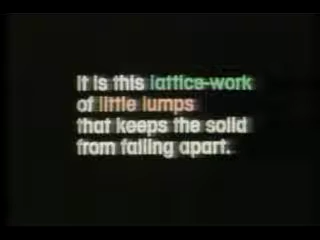 It is this lattice-work
of little lumps
that keeps the solid
from falling apart.